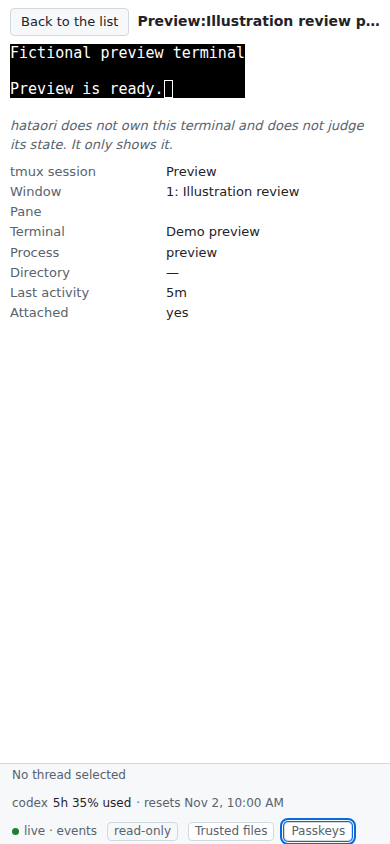 Back to the list Preview:Illustration review p…
Fictional preview terminal
Preview is ready.
hataori does not own this terminal and does not judge
its state. It only shows it.
tmux session Preview
Window 1: Illustration review
Pane
Terminal Demo preview
Process preview
Directory —
Last activity 5m
Attached yes
No thread selected
codex 5h 35% used · resets Nov 2, 10:00 AM
live · events read-only Trusted files Passkeys